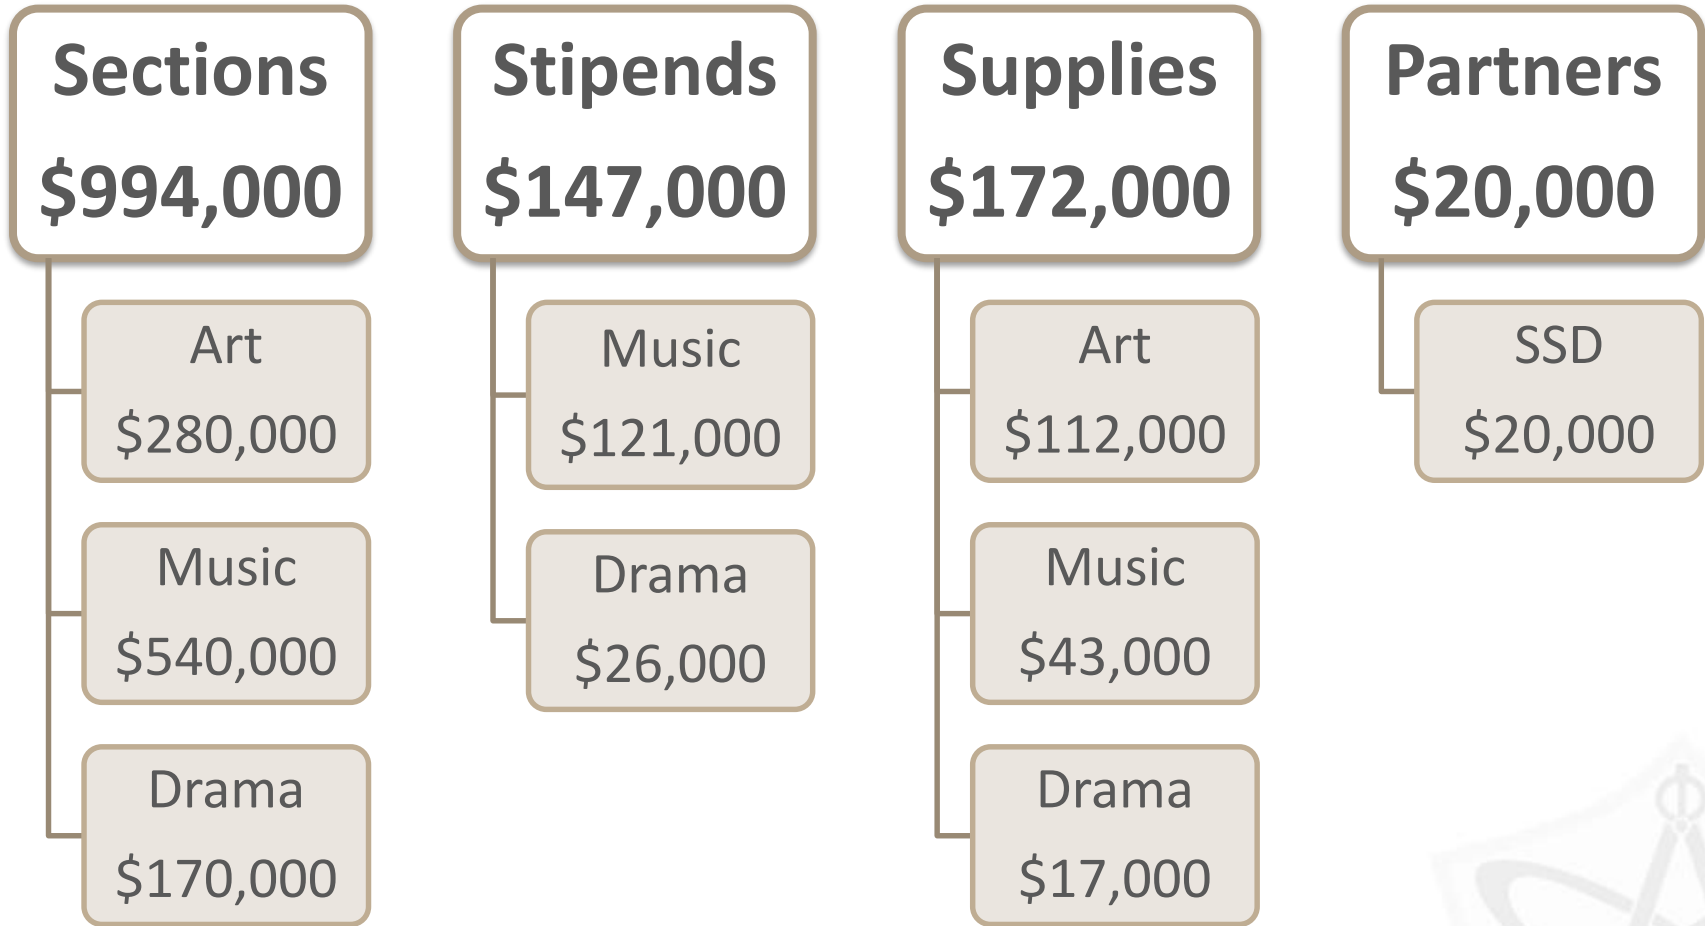 Sections
$994,000
Art
$280,000
Music
$540,000
Drama
$170,000
Stipends
$147,000
Music
$121,000
Drama
$26,000
Supplies
$172,000
Art
$112,000
Music
$43,000
Drama
$17,000
Partners
$20,000
SSD
$20,000